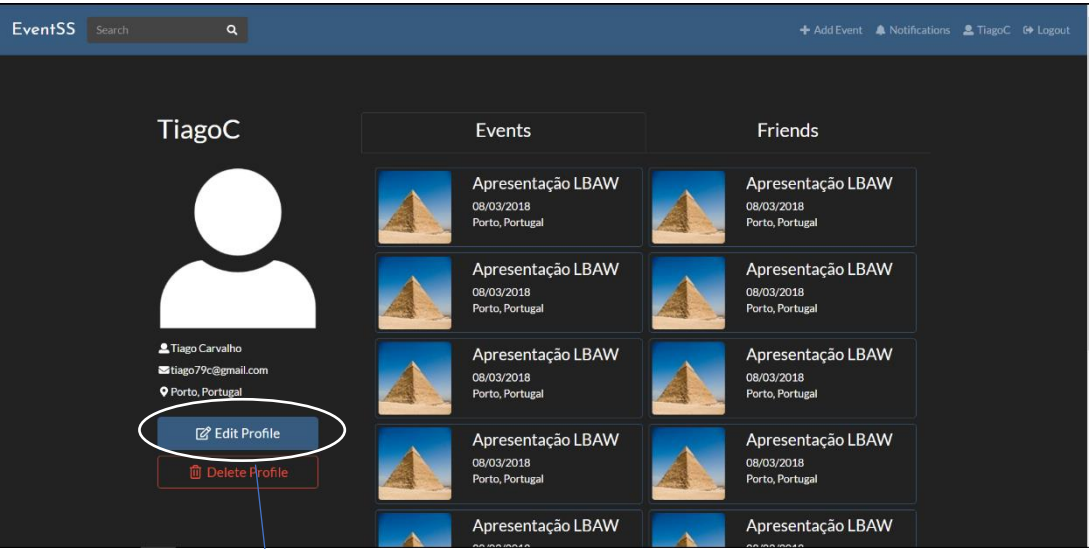 EventSS Search Add Event Notifications TiagoC Logout
TiagoC
Events Friends
Tiago Carvalho
tiago79c@gmail.com
Porto, Portugal
Edit Profile
Delete Profile
Apresentação LBAW
08/03/2018
Porto, Portugal
Apresentação LBAW
08/03/2018
Porto, Portugal
Apresentação LBAW
08/03/2018
Porto, Portugal
Apresentação LBAW
08/03/2018
Porto, Portugal
Apresentação LBAW
08/03/2018
Porto, Portugal
Apresentação LBAW
08/03/2018
Porto, Portugal
Apresentação LBAW
08/03/2018
Porto, Portugal
Apresentação LBAW
08/03/2018
Porto, Portugal
Apresentação LBAW
Apresentação LBAW